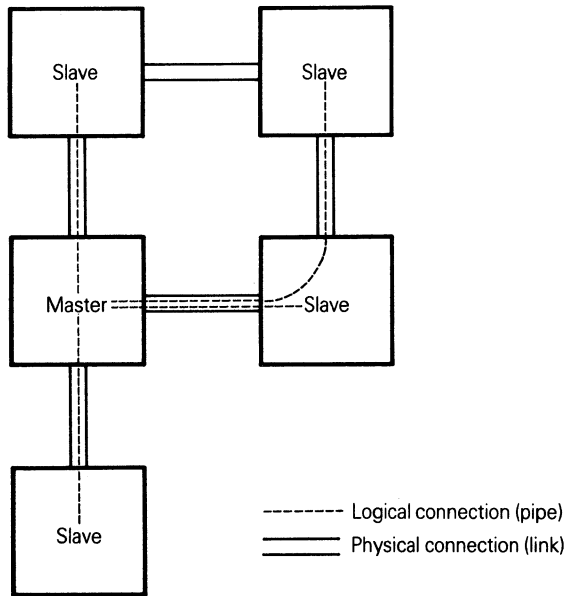 Slave
Slave
Master
Slave
Slave
Logical connection (pipe)
Physical connection (link)